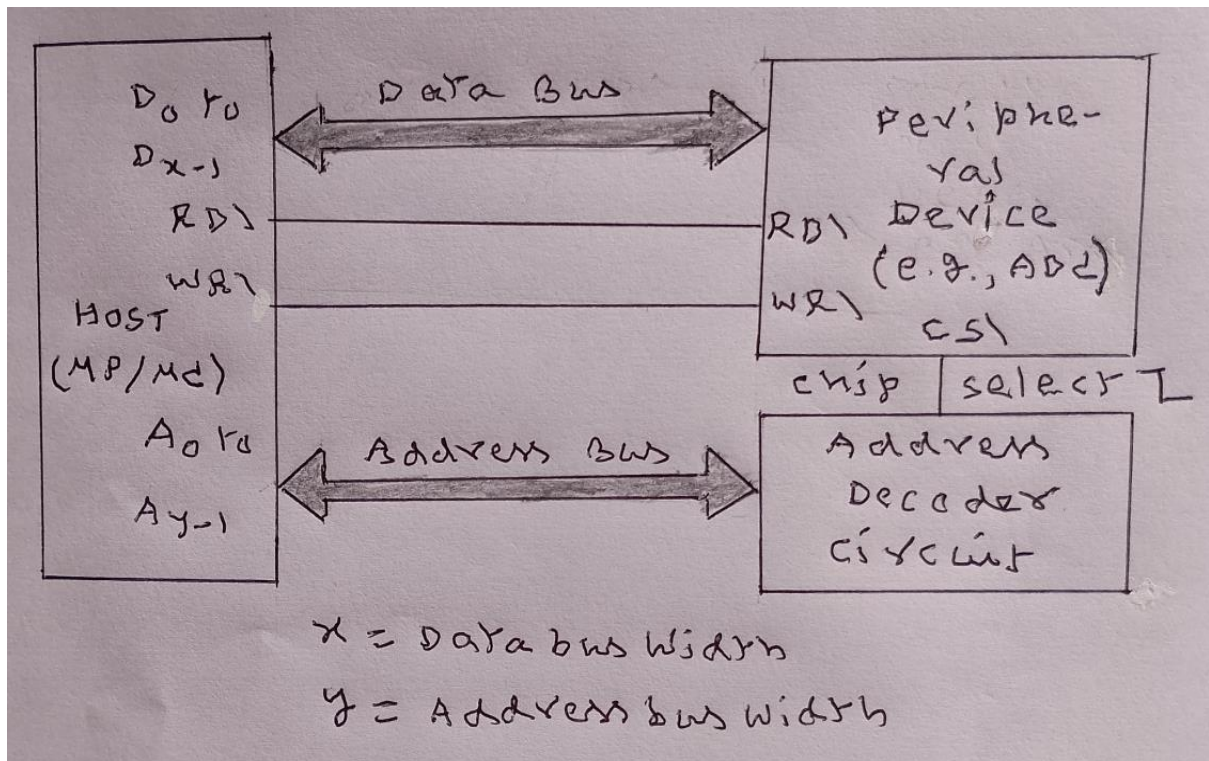 D0 to
Dx-1
RD\
WR\
HOST
(MP/MC)
A0 to
Ay-1
Data Bus
Address Bus
Periphe-
ral
Device
(e.g., ADC)
RD\
WR\
CS\
chip select
Address
Decoder
circuit
x = Data bus Width
y = Address bus width